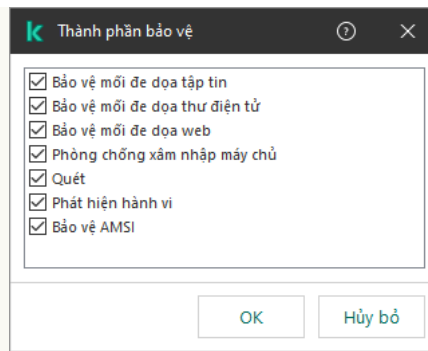 Thành phần bảo vệ
Bảo vệ mối đe dọa tập tin
Bảo vệ mối đe dọa thư điện tử
Bảo vệ mối đe dọa web
Phòng chống xâm nhập máy chủ
Quét
Phát hiện hành vi
Bảo vệ AMSI
OK Hủy bỏ